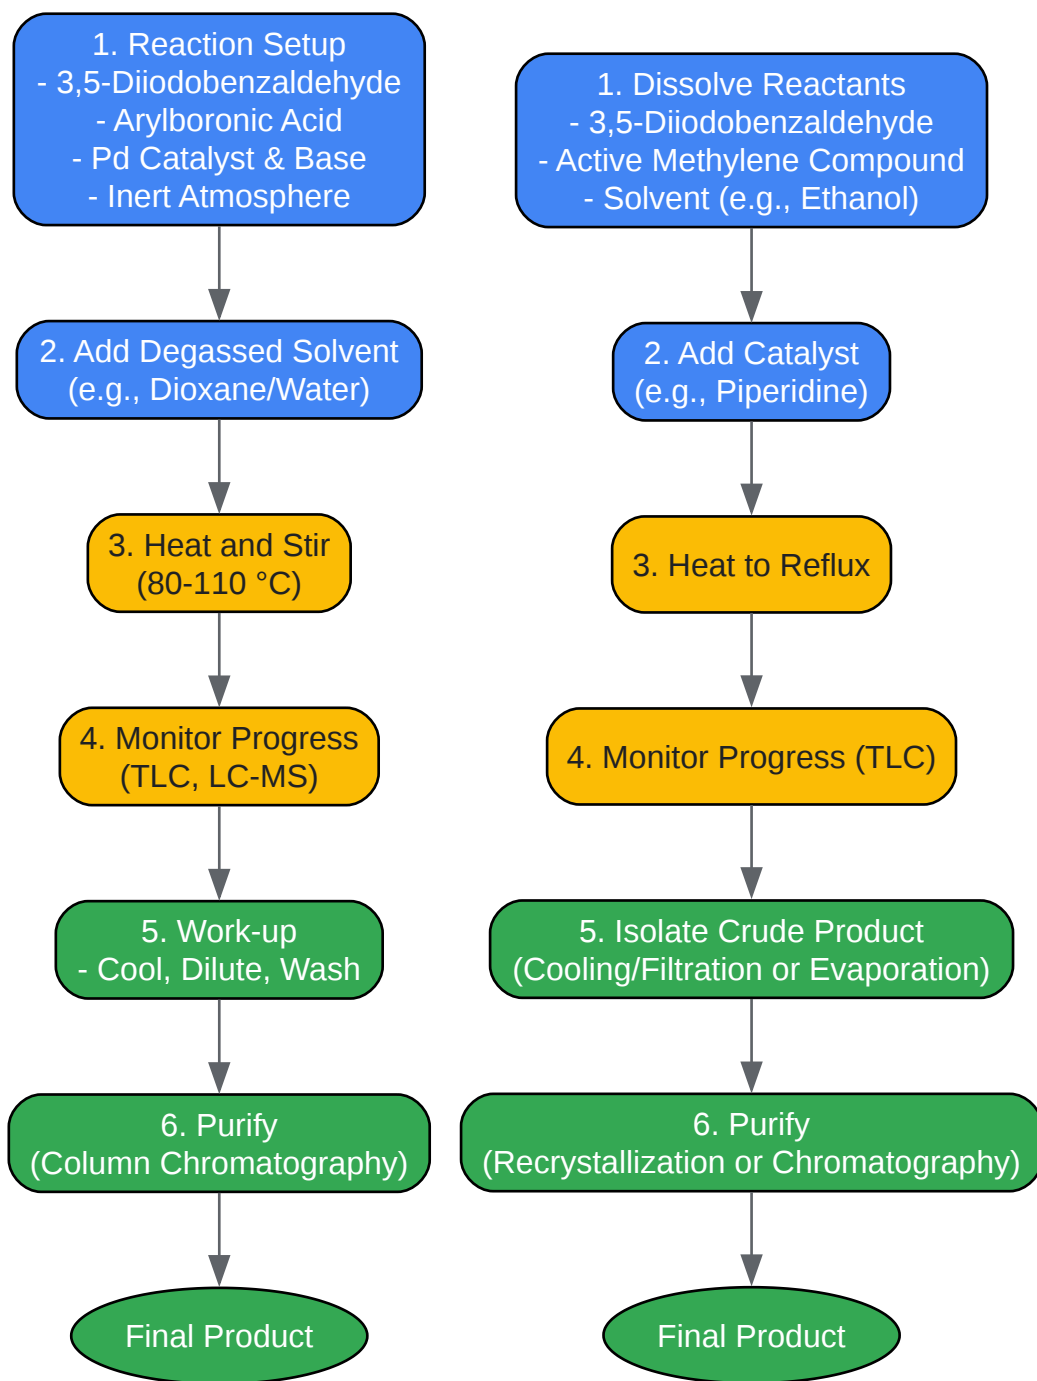 1. Reaction Setup
- 3,5-Diiodobenzaldehyde
- Arylboronic Acid
- Pd Catalyst & Base
- Inert Atmosphere
2. Add Degassed Solvent
(e.g., Dioxane/Water)
3. Heat and Stir
(80-110 °C)
4. Monitor Progress
(TLC, LC-MS)
5. Work-up
- Cool, Dilute, Wash
6. Purify
(Column Chromatography)
Final Product
1. Dissolve Reactants
- 3,5-Diiodobenzaldehyde
- Active Methylene Compound
- Solvent (e.g., Ethanol)
2. Add Catalyst
(e.g., Piperidine)
3. Heat to Reflux
4. Monitor Progress (TLC)
5. Isolate Crude Product
(Cooling/Filtration or Evaporation)
6. Purify
(Recrystallization or Chromatography)
Final Product